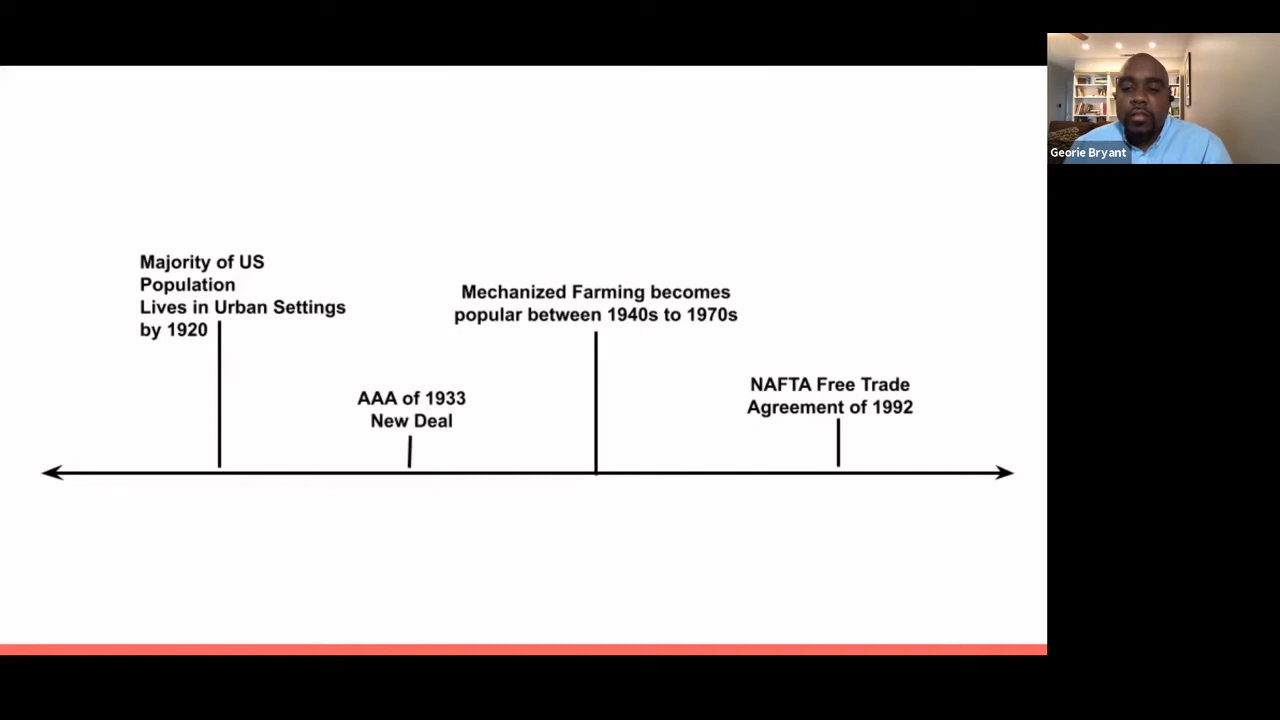 Majority of US
Population
Lives in Urban Settings
by 1920
AAA of 1933
New Deal
Mechanized Farming becomes
popular between 1940s to 1970s
NAFTA Free Trade
Agreement of 1992
Georie Bryant